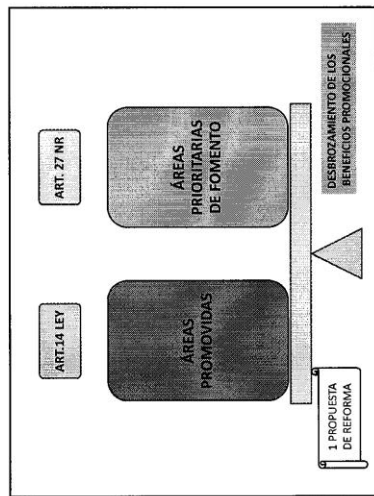 ART.14 LEY
ART. 27 NR
ÁREAS
PROMOVIDAS
ÁREAS
PRIORITARIAS
DE FOMENTO
1 PROPUESTA
DE REFORMA
DESBROZAMIENTO DE LOS
BENEFICIOS PROMOCIONALES